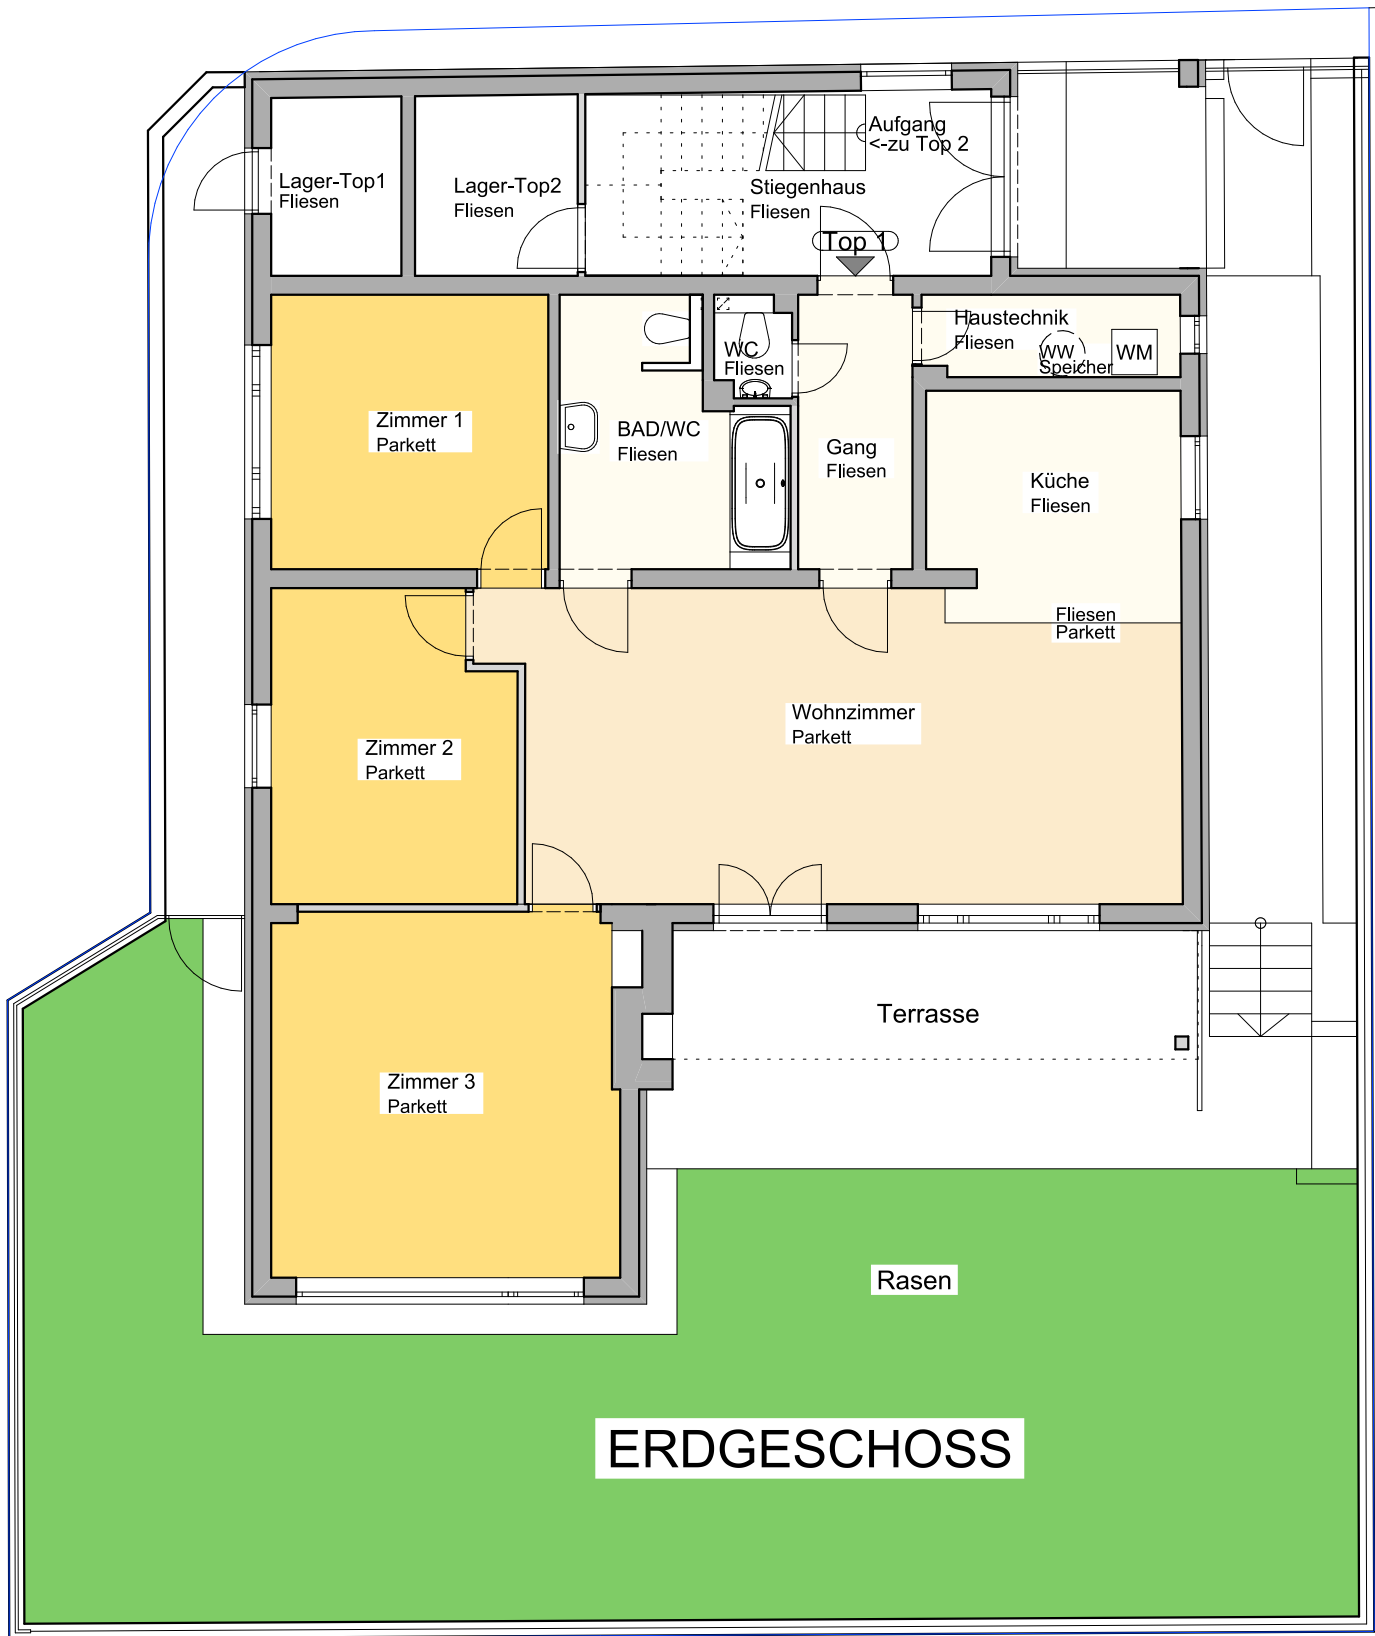 Aufgang
<-zu Top 2
Lager-Top1
Fliesen
Lager-Top2
Fliesen
Stiegenhaus
Fliesen
Top 1
Haustechnik
Fliesen
WW
Speicher
WM
WC
Fliesen
Zimmer 1
Parkett
BAD/WC
Fliesen
Gang
Fliesen
Küche
Fliesen
Fliesen
Parkett
Wohnzimmer
Parkett
Zimmer 2
Parkett
Terrasse
Zimmer 3
Parkett
Rasen
ERDGESCHOSS